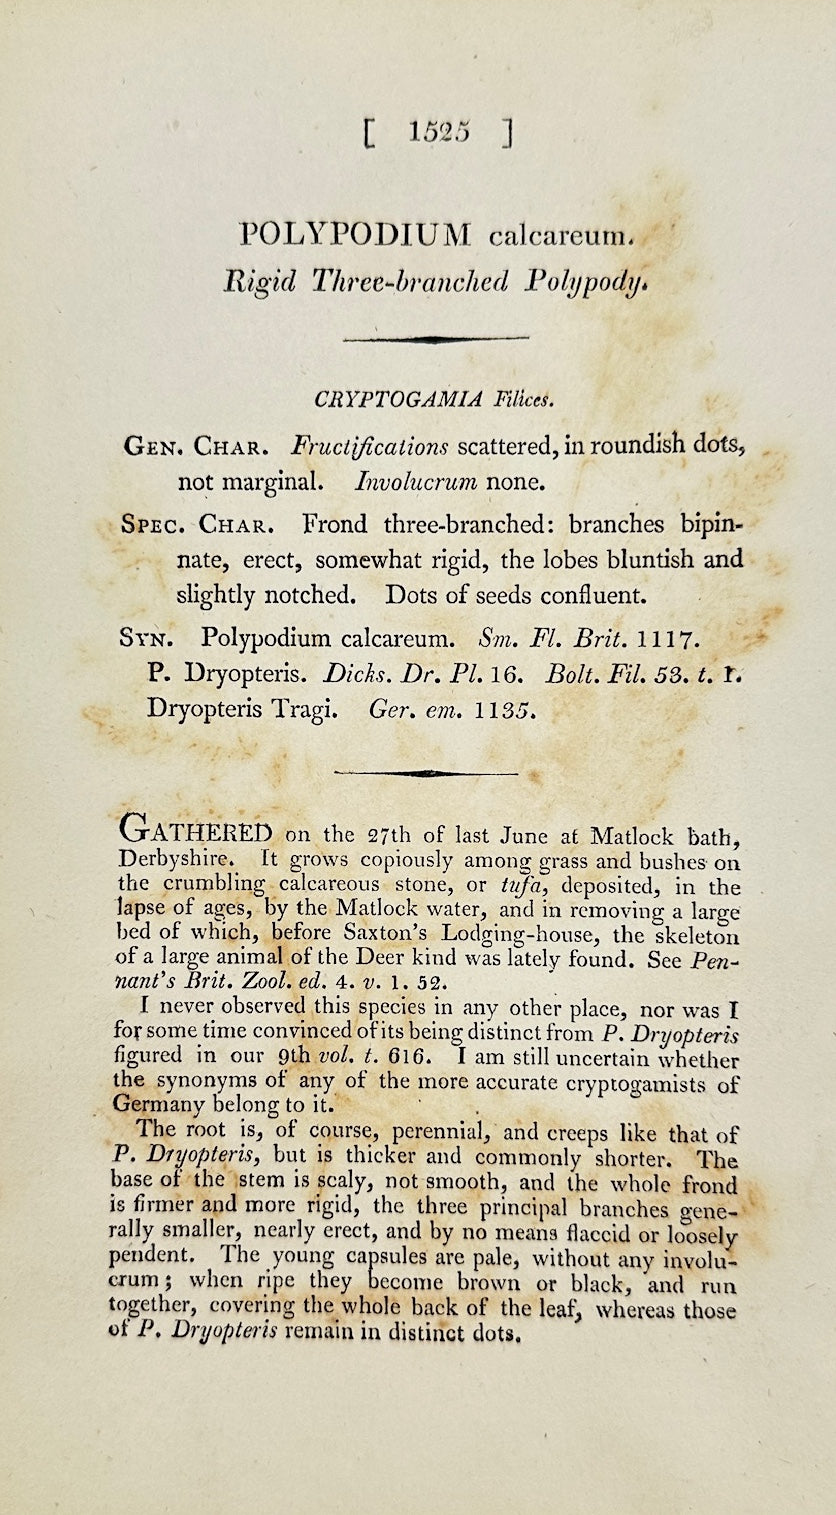 [ 1525 ]
POLYPODIUM calcareum.
Rigid Three-branched Polypody.
CRYPTOGAMIA Filices.
GEN. CHAR. Fructifications scattered, in roundish dots,
not marginal. Involucrum none.
SPEC. CHAR. Frond three-branched: branches bipin-
nate, erect, somewhat rigid, the lobes bluntish and
slightly notched. Dots of seeds confluent.
SYN. Polypodium calcareum. Sm. Fl. Brit. 1117.
P. Dryopteris. Dicks. Dr. Pl. 16. Bolt. Fil. 53. t. 1.
Dryopteris Tragi. Ger. em. 1135.
GATHERED on the 27th of last June at Matlock bath,
Derbyshire. It grows copiously among grass and bushes on
the crumbling calcareous stone, or tufa, deposited, in the
lapse of ages, by the Matlock water, and in removing a large
bed of which, before Saxton's Lodging-house, the skeleton
of a large animal of the Deer kind was lately found. See Pen-
nant's Brit. Zool. ed. 4. v. 1. 52.
I never observed this species in any other place, nor was I
for some time convinced of its being distinct from P. Dryopteris
figured in our 9th vol. t. 616. I am still uncertain whether
the synonyms of any of the more accurate cryptogamists of
Germany belong to it.
The root is, of course, perennial, and creeps like that of
P. Dryopteris, but is thicker and commonly shorter. The
base of the stem is scaly, not smooth, and the whole frond
is firmer and more rigid, the three principal branches gene-
rally smaller, nearly erect, and by no means flaccid or loosely
pendent. The young capsules are pale, without any involu-
crum; when ripe they become brown or black, and run
together, covering the whole back of the leaf, whereas those
of P. Dryopteris remain in distinct dots.